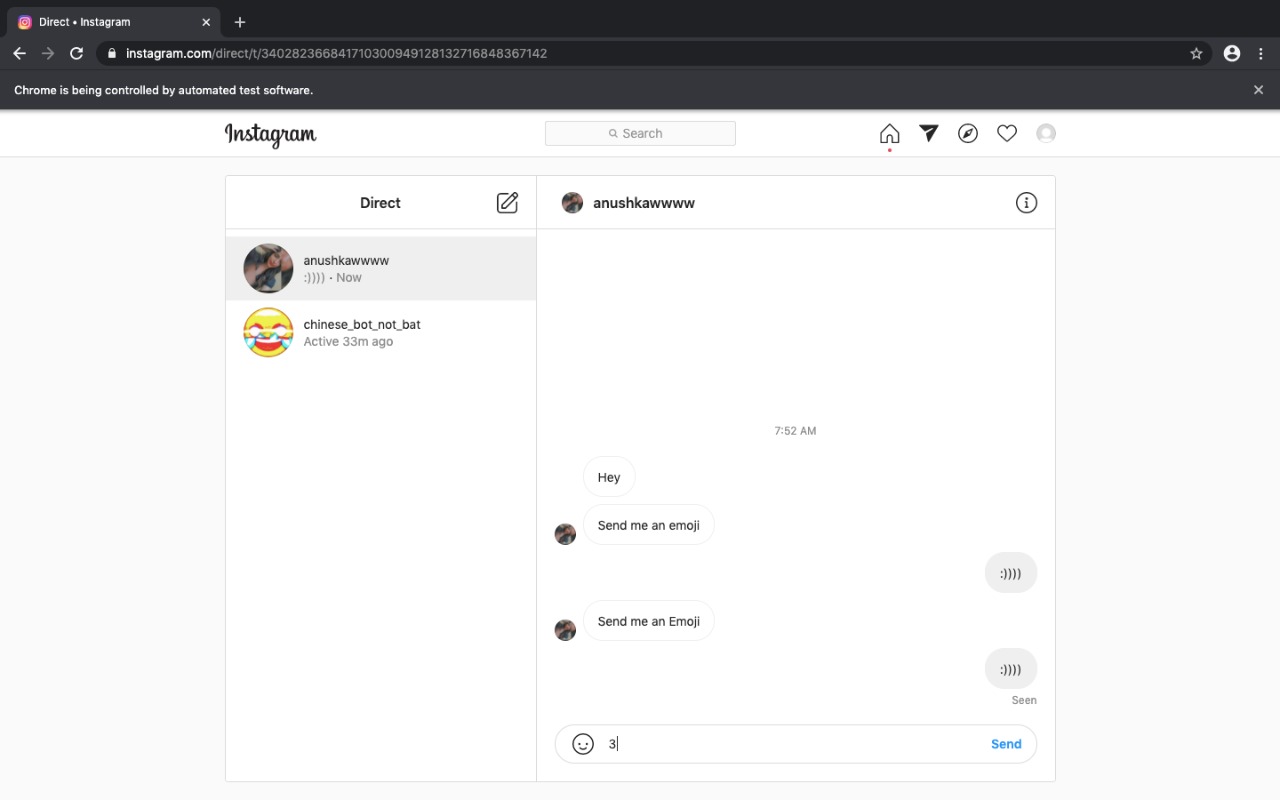 Direct • Instagram
instagram.com/direct/t/340282366841710300949128132716848367142
Chrome is being controlled by automated test software.
Instagram
Search
Direct
anushkawwww
anushkawwww
:)))) · Now
chinese_bot_not_bat
Active 33m ago
7:52 AM
Hey
Send me an emoji
:))))
Send me an Emoji
:))))
Seen
3
Send